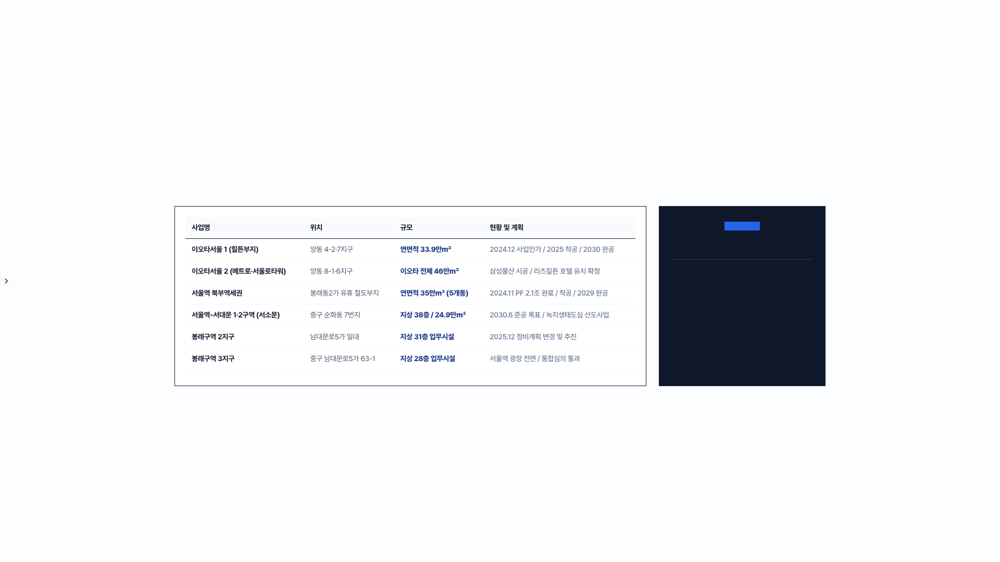 사업명 위치 규모 현황 및 계획
이오타서울 1 (힐튼부지) 양동 4-2·7지구 연면적 33.9만m² 2024.12 사업인가 / 2025 착공 / 2030 완공
이오타서울 2 (메트로·서울로타워) 양동 8-1·6지구 이오타 전체 46만m² 삼성물산 시공 / 리츠칼튼 호텔 유치 확정
서울역 북부역세권 봉래동2가 유휴 철도부지 연면적 35만m² (5개동) 2024.11 PF 2.1조 완료 / 착공 / 2029 완공
서울역-서대문 1·2구역 (서소문) 중구 순화동 7번지 지상 38층 / 24.9만m² 2030.6 준공 목표 / 녹지생태도심 선도사업
봉래구역 2지구 남대문로5가 일대 지상 31층 업무시설 2025.12 정비계획 변경 및 추진
봉래구역 3지구 중구 남대문로5가 63-1 지상 28층 업무시설 서울역 광장 전면 / 통합심의 통과